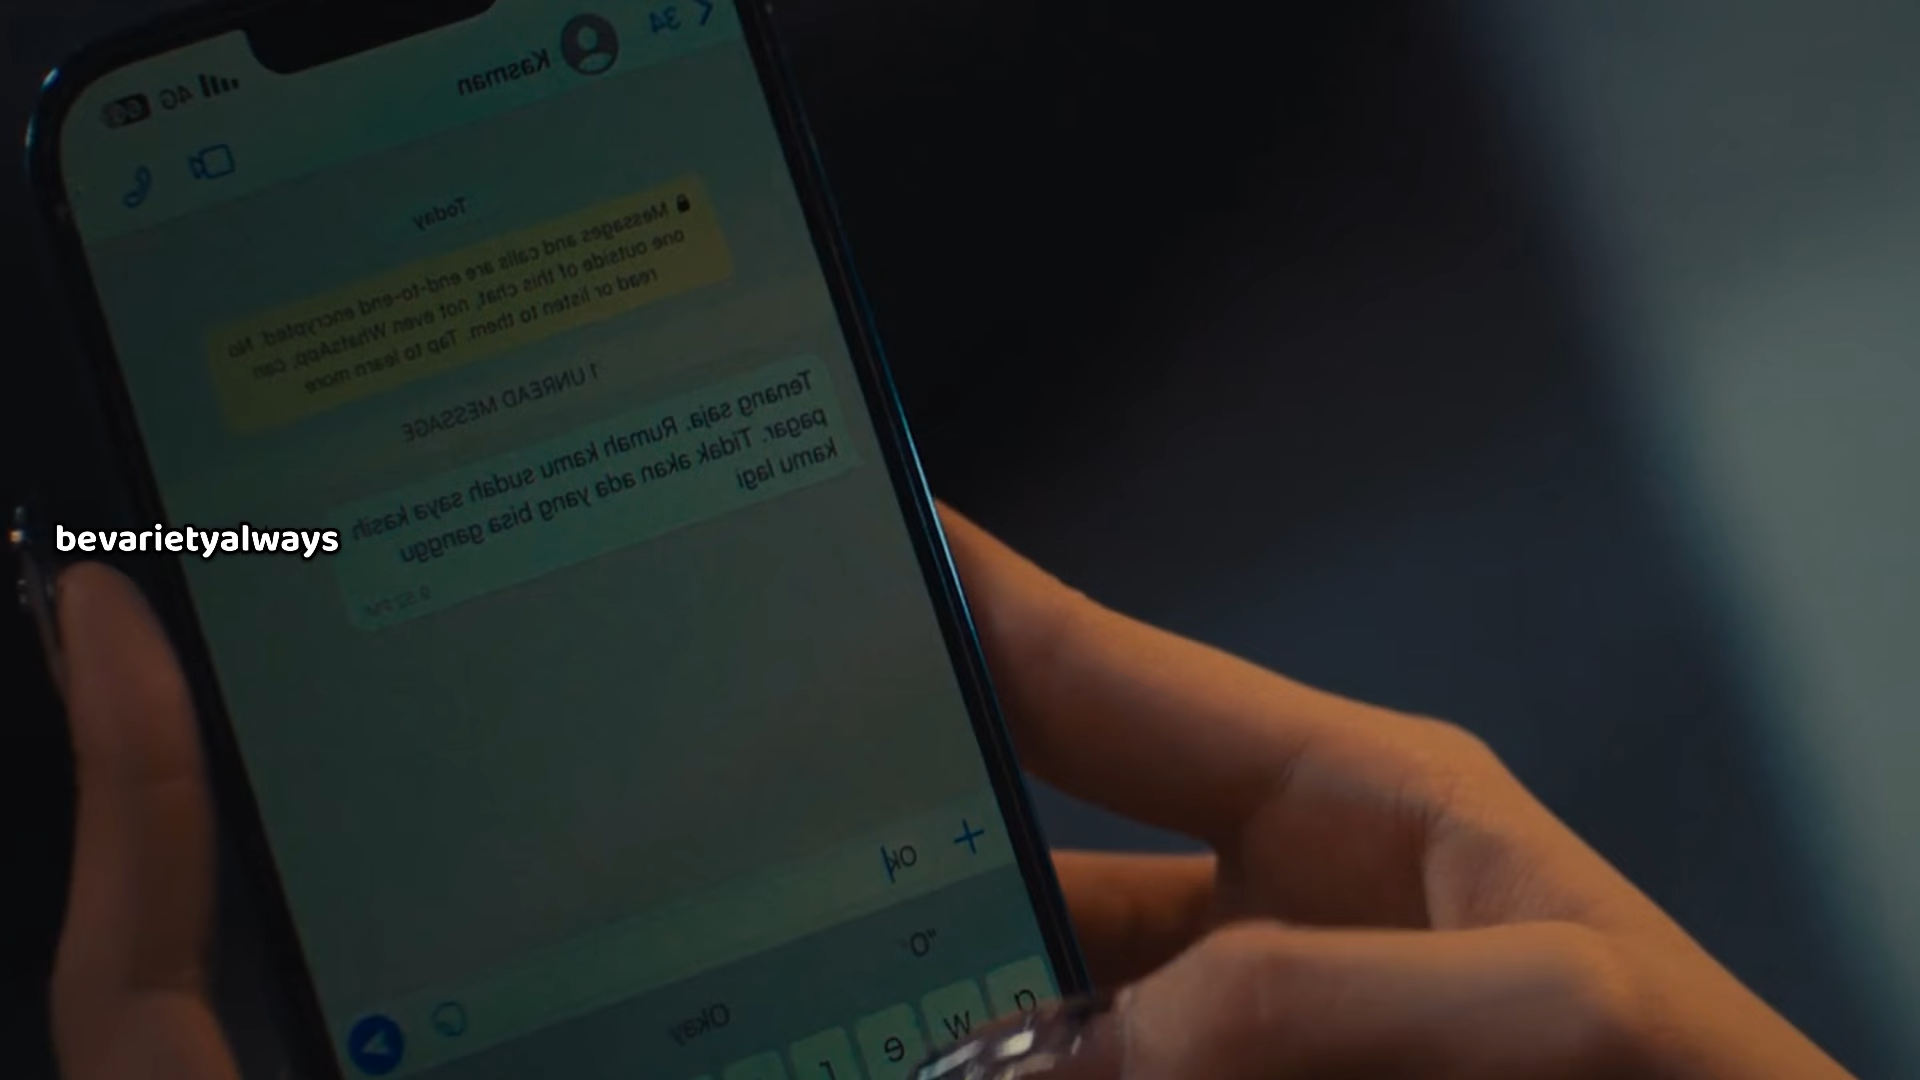 34
Kasman
4G
Today
Messages and calls are end-to-end encrypted. No
one outside of this chat, not even WhatsApp, can
read or listen to them. Tap to learn more
1 UNREAD MESSAGE
Tenang saja. Rumah kamu sudah saya kasih
pagar. Tidak akan ada yang bisa ganggu
kamu lagi
bevarietyalways
ok
"O"
Okay
q w e r